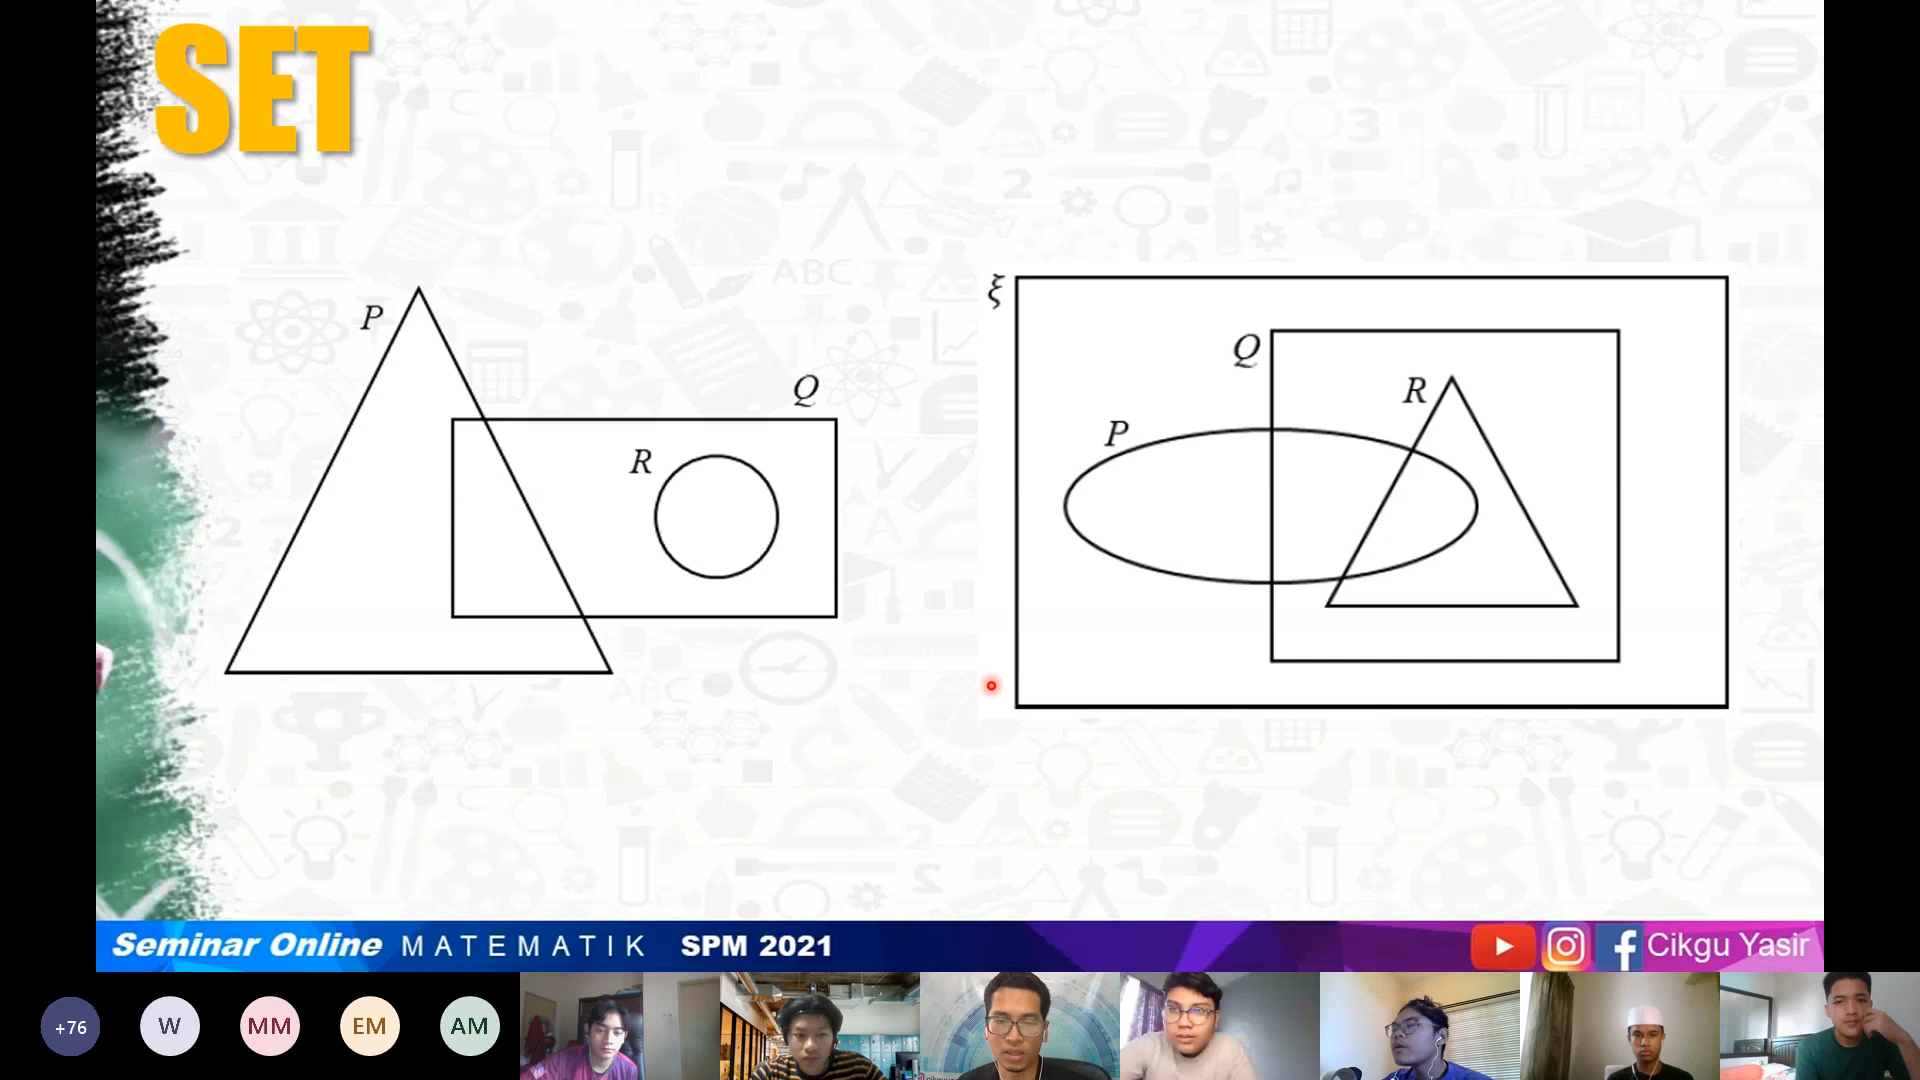 SET
P
Q
R
ξ
Q
R
P
Seminar Online MATEMATIK SPM 2021
Cikgu Yasir
+76
W
MM
EM
AM